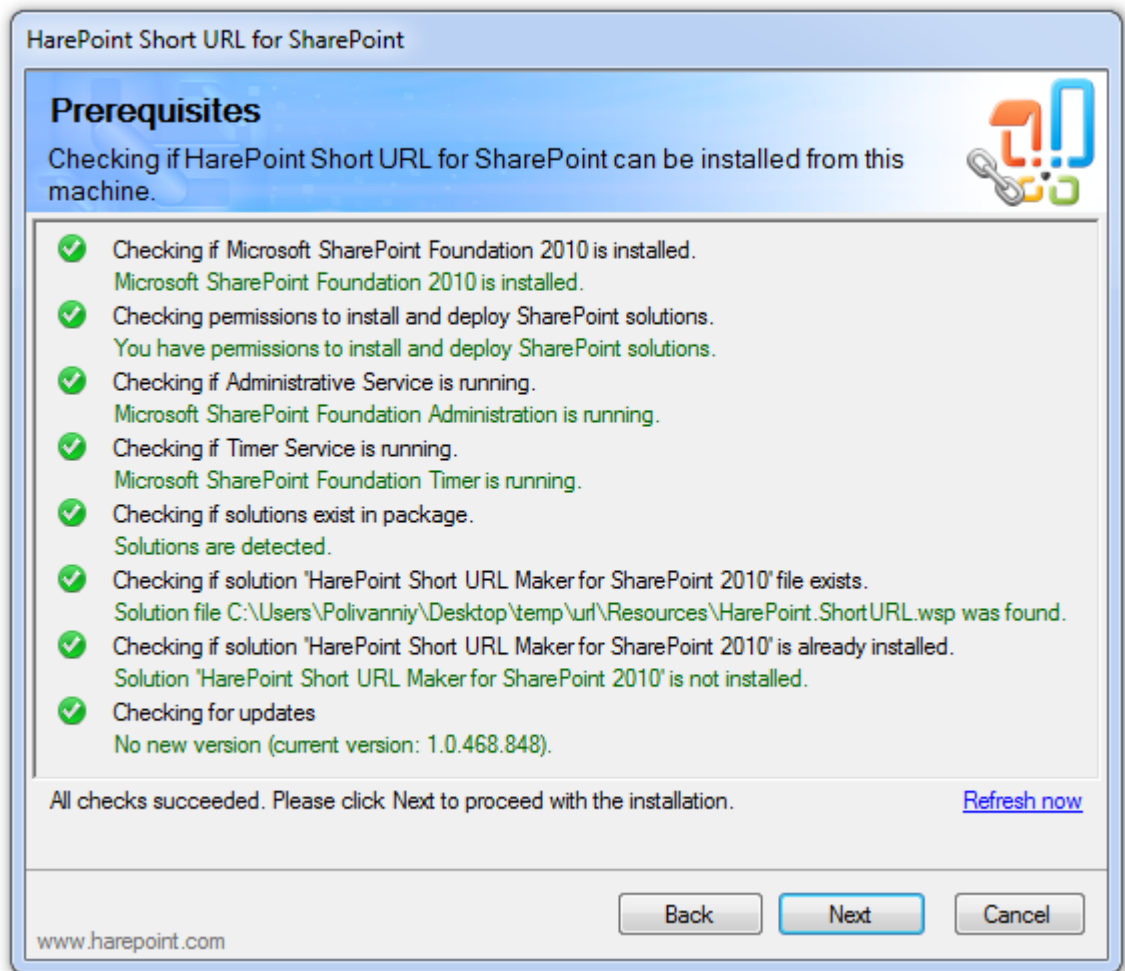 HarePoint Short URL for SharePoint
Prerequisites
Checking if HarePoint Short URL for SharePoint can be installed from this
machine.
Checking if Microsoft SharePoint Foundation 2010 is installed.
Microsoft SharePoint Foundation 2010 is installed.
Checking permissions to install and deploy SharePoint solutions.
You have permissions to install and deploy SharePoint solutions.
Checking if Administrative Service is running.
Microsoft SharePoint Foundation Administration is running.
Checking if Timer Service is running.
Microsoft SharePoint Foundation Timer is running.
Checking if solutions exist in package.
Solutions are detected.
Checking if solution "HarePoint Short URL Maker for SharePoint 2010" file exists.
Solution file C:\Users\Polivanniy\Desktop\temp\url\Resources\HarePoint.ShortURL.wsp was found.
Checking if solution "HarePoint Short URL Maker for SharePoint 2010" is already installed.
Solution "HarePoint Short URL Maker for SharePoint 2010" is not installed.
Checking for updates
No new version (current version: 1.0.468.848).
All checks succeeded. Please click Next to proceed with the installation.
Refresh now
Back
Next
Cancel
www.harepoint.com